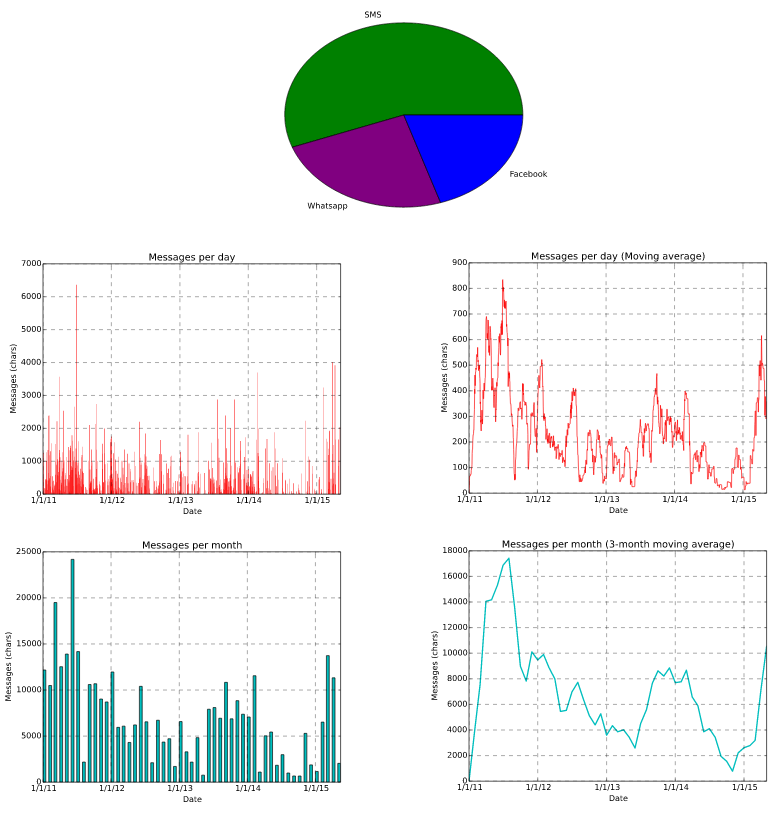 SMS
Facebook
Whatsapp
Messages per day
7000
6000
5000
4000
3000
2000
1000
0
Messages (chars)
1/1/11 1/1/12 1/1/13 1/1/14 1/1/15
Date
Messages per day (Moving average)
900
800
700
600
500
400
300
200
100
0
Messages (chars)
1/1/11 1/1/12 1/1/13 1/1/14 1/1/15
Date
Messages per month
25000
20000
15000
10000
5000
0
Messages (chars)
1/1/11 1/1/12 1/1/13 1/1/14 1/1/15
Date
Messages per month (3-month moving average)
18000
16000
14000
12000
10000
8000
6000
4000
2000
0
Messages (chars)
1/1/11 1/1/12 1/1/13 1/1/14 1/1/15
Date